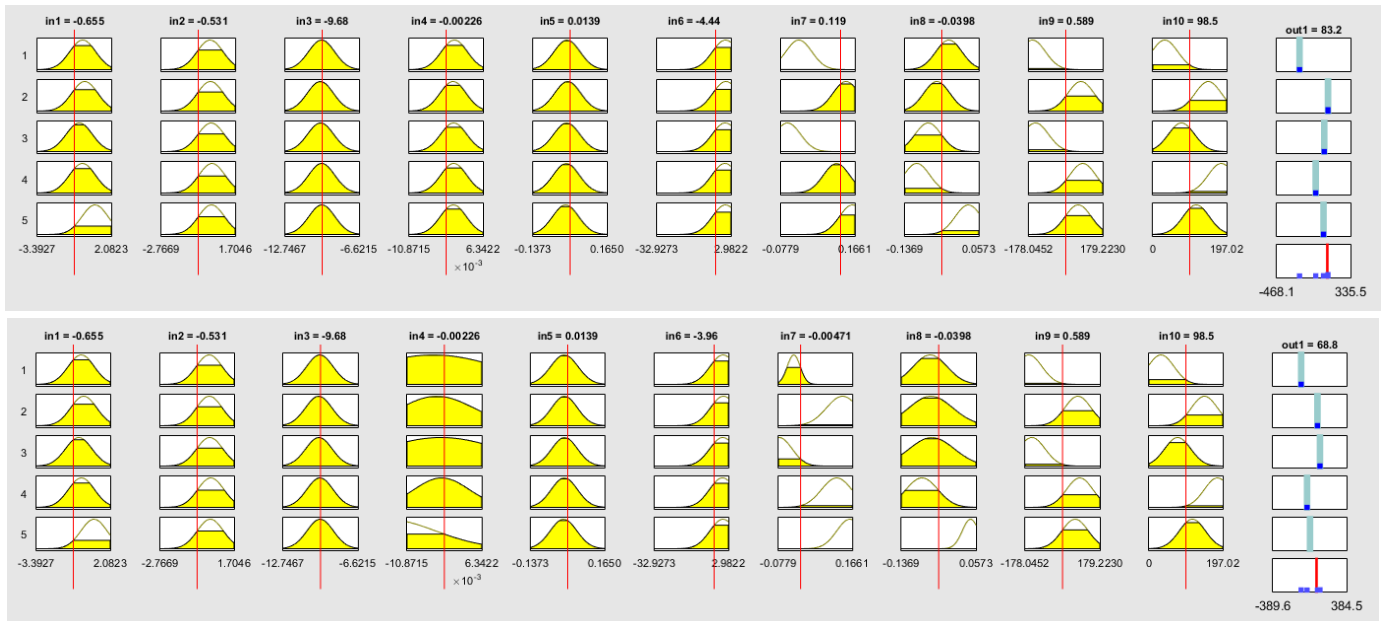 in1 = -0.655 in2 = -0.531 in3 = -9.68 in4 = -0.00226 in5 = 0.0139 in6 = -4.44 in7 = 0.119 in8 = -0.0398 in9 = 0.589 in10 = 98.5
out1 = 83.2
1
2
3
4
5
-3.3927 2.0823 -2.7669 1.7046 -12.7467 -6.6215 -10.8715 6.3422 -0.1373 0.1650 -32.9273 2.9822 -0.0779 0.1661 -0.1369 0.0573 -178.0452 179.2230 0 197.02
×10-3
-468.1 335.5
in1 = -0.655 in2 = -0.531 in3 = -9.68 in4 = -0.00226 in5 = 0.0139 in6 = -3.96 in7 = -0.00471 in8 = -0.0398 in9 = 0.589 in10 = 98.5
out1 = 68.8
1
2
3
4
5
-3.3927 2.0823 -2.7669 1.7046 -12.7467 -6.6215 -10.8715 6.3422 -0.1373 0.1650 -32.9273 2.9822 -0.0779 0.1661 -0.1369 0.0573 -178.0452 179.2230 0 197.02
×10-3
-389.6 384.5